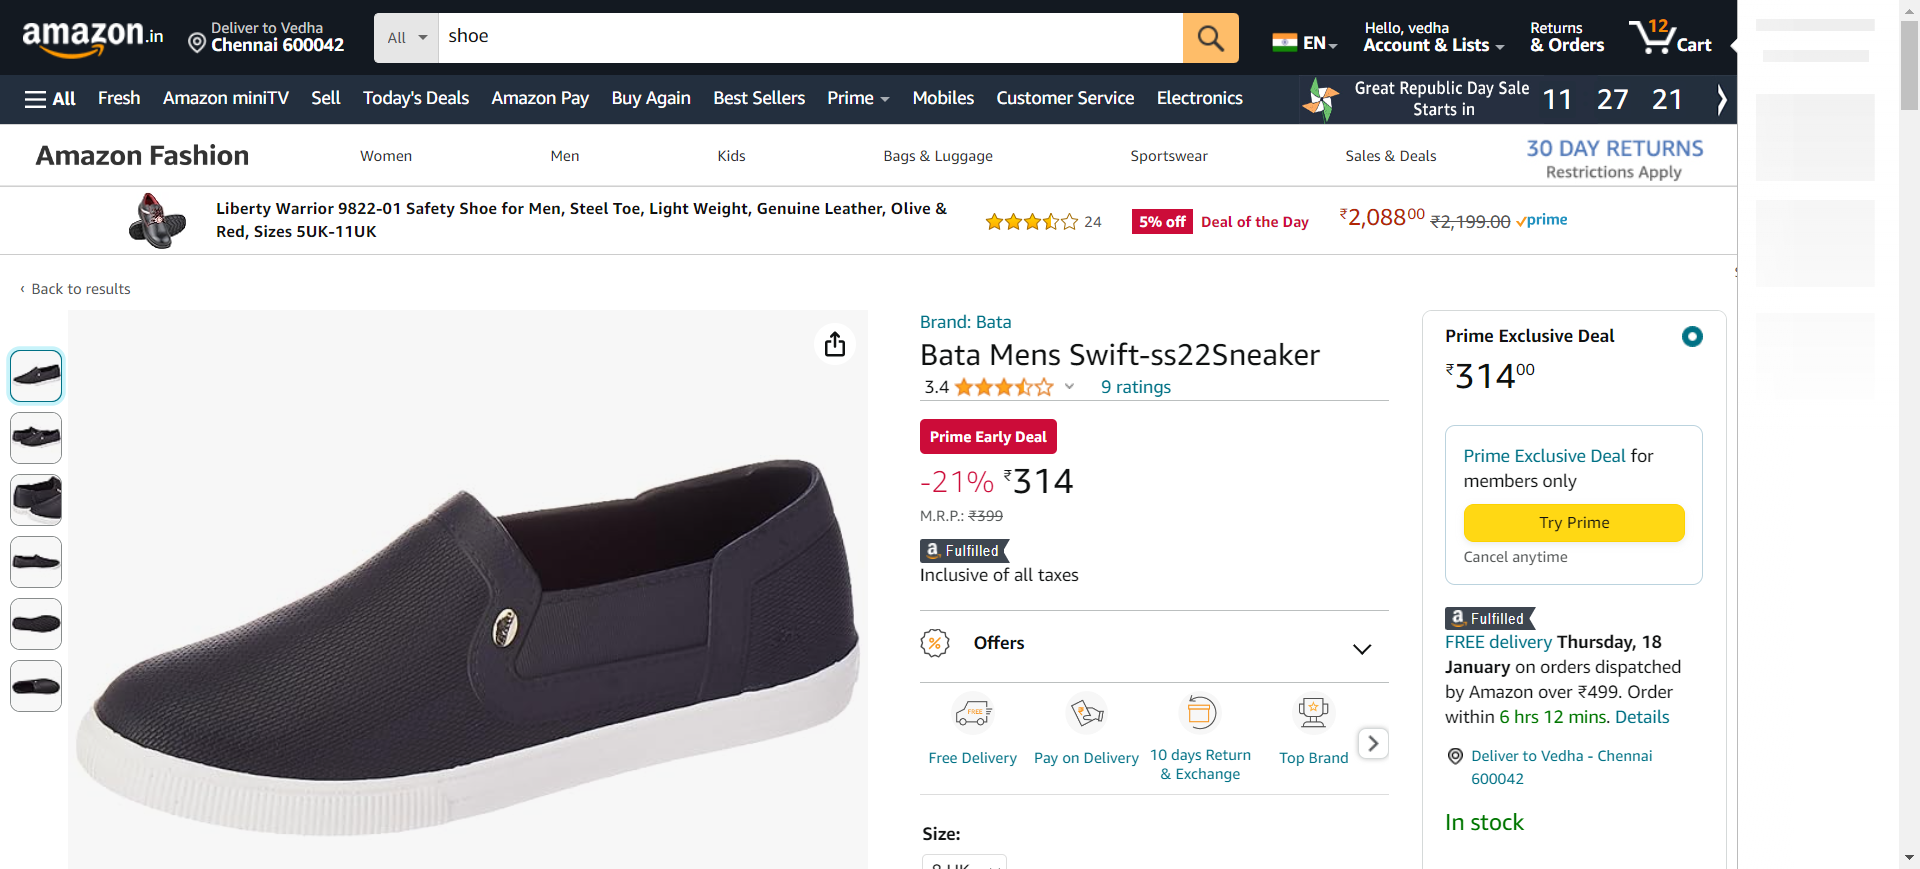 amazon.in
Deliver to Vedha
Chennai 600042
All
shoe
EN
Hello, vedha
Account & Lists
Returns
& Orders
12
Cart
All
Fresh
Amazon miniTV
Sell
Today's Deals
Amazon Pay
Buy Again
Best Sellers
Prime
Mobiles
Customer Service
Electronics
Great Republic Day Sale
Starts in
11 27 21
Amazon Fashion
Women
Men
Kids
Bags & Luggage
Sportswear
Sales & Deals
30 DAY RETURNS
Restrictions Apply
Liberty Warrior 9822-01 Safety Shoe for Men, Steel Toe, Light Weight, Genuine Leather, Olive &
Red, Sizes 5UK-11UK
24
5% off
Deal of the Day
₹2,08800
₹2,199.00
prime
‹ Back to results
Brand: Bata
Bata Mens Swift-ss22Sneaker
3.4
9 ratings
Prime Early Deal
-21% ₹314
M.R.P.: ₹399
a Fulfilled
Inclusive of all taxes
Offers
FREE
Free Delivery
Pay on Delivery
10 days Return
& Exchange
Top Brand
Size:
8 UK
Prime Exclusive Deal
₹31400
Prime Exclusive Deal for
members only
Try Prime
Cancel anytime
a Fulfilled
FREE delivery Thursday, 18
January on orders dispatched
by Amazon over ₹499. Order
within 6 hrs 12 mins. Details
Deliver to Vedha - Chennai
600042
In stock